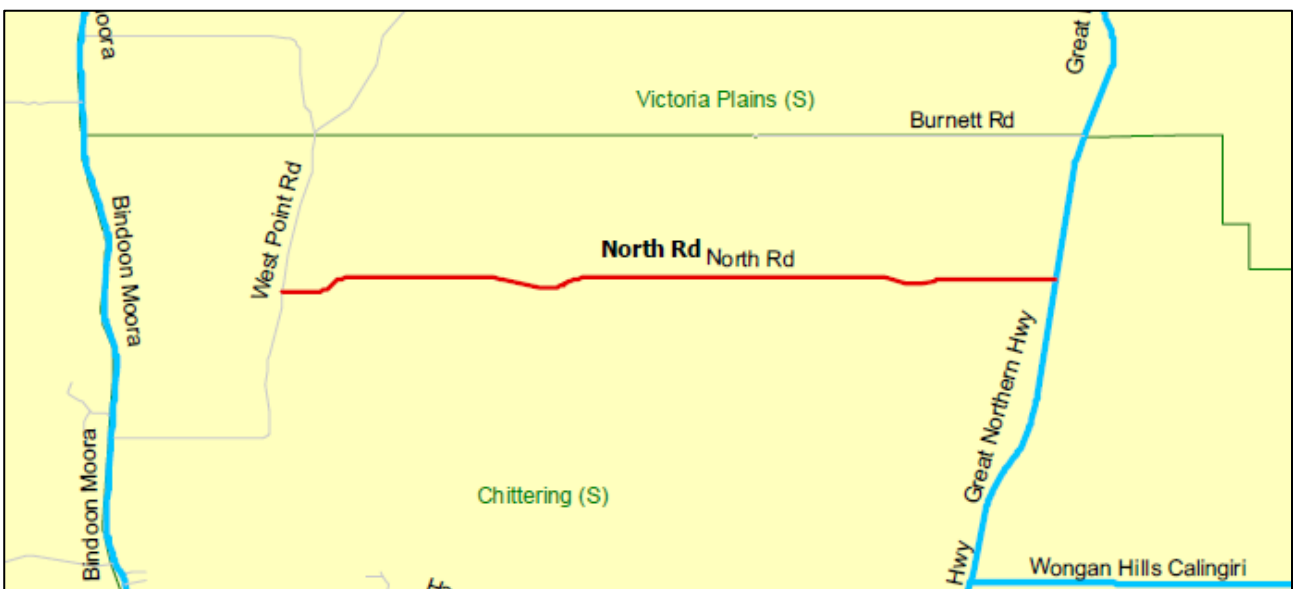 oora
Great
Victoria Plains (S)
Burnett Rd
West Point Rd
Bindoon Moora
North Rd
North Rd
Great Northern Hwy
Bindoon Moora
Chittering (S)
Hwy
Wongan Hills Calingiri